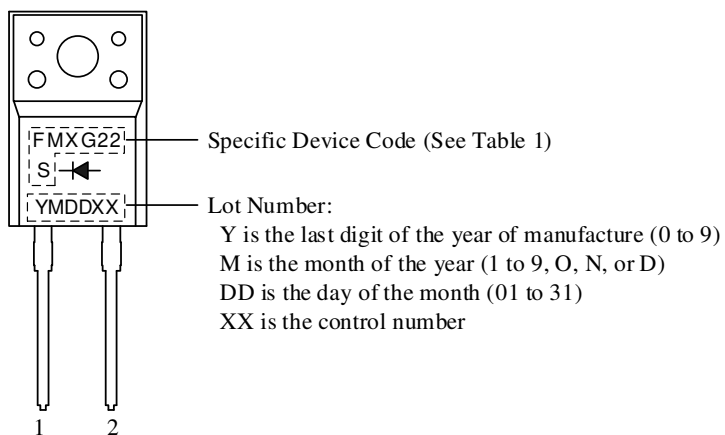 FMXG22
S
Specific Device Code (See Table 1)
YMDDXX
Lot Number:
Y is the last digit of the year of manufacture (0 to 9)
M is the month of the year (1 to 9, O, N, or D)
DD is the day of the month (01 to 31)
XX is the control number
1 2